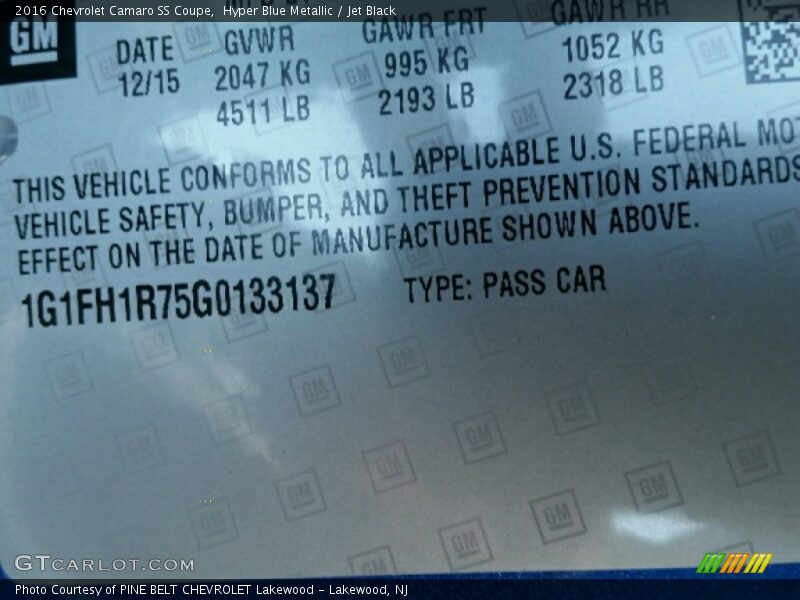 2016 Chevrolet Camaro SS Coupe, Hyper Blue Metallic / Jet Black
GM
DATE GVWR GAWR FRT GAWR RR
12/15 2047 KG 995 KG 1052 KG
4511 LB 2193 LB 2318 LB
THIS VEHICLE CONFORMS TO ALL APPLICABLE U.S. FEDERAL MOT
VEHICLE SAFETY, BUMPER, AND THEFT PREVENTION STANDARDS
EFFECT ON THE DATE OF MANUFACTURE SHOWN ABOVE.
1G1FH1R75G0133137 TYPE: PASS CAR
GTCARLOT.COM
Photo Courtesy of PINE BELT CHEVROLET Lakewood - Lakewood, NJ